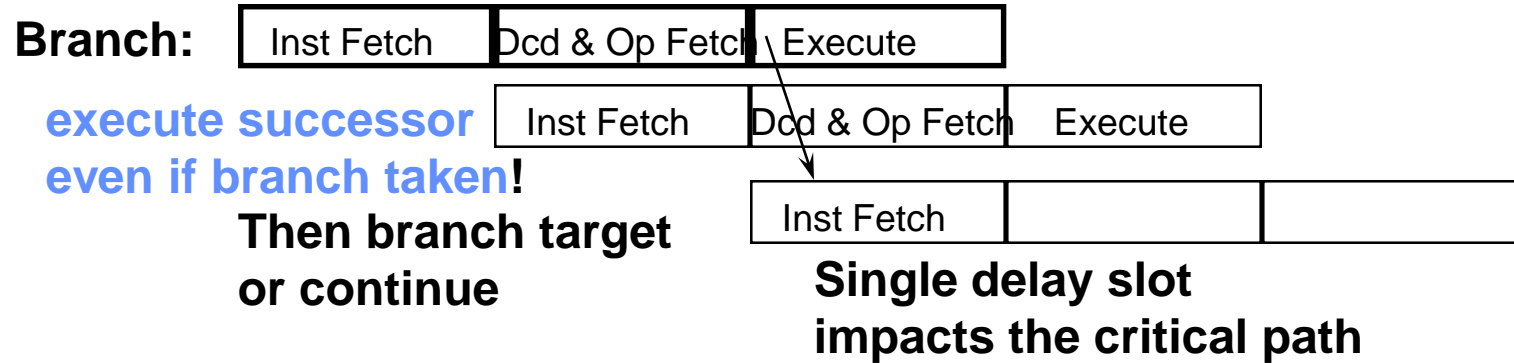 Branch: Inst Fetch Dcd & Op Fetch Execute
execute successor Inst Fetch Dcd & Op Fetch Execute
even if branch taken!
Inst Fetch
Then branch target
or continue
Single delay slot
impacts the critical path